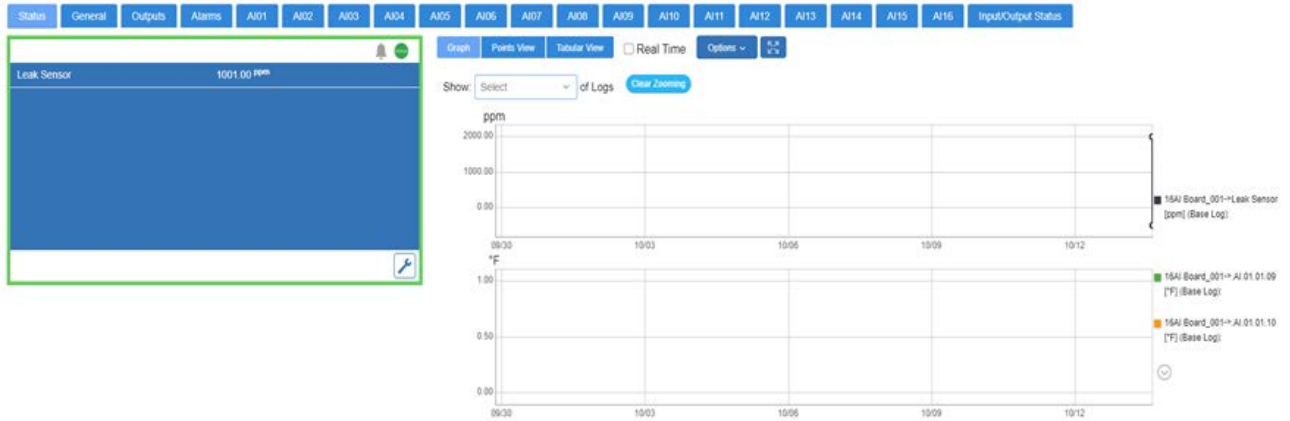 Status General Outputs Alarms AI01 AI02 AI03 AI04 AI05 AI06 AI07 AI08 AI09 AI10 AI11 AI12 AI13 AI14 AI15 AI16 Input/Output Status
Leak Sensor 1001.00 ppm
Graph Points View Tabular View Real Time Options
Show: Select of Logs Clear Zooming
ppm
2000.00
1000.00
0.00
09/30 10/03 10/06 10/09 10/12
16AI Board_001->Leak Sensor
[ppm] (Base Log):
°F
1.00
0.50
0.00
09/30 10/03 10/06 10/09 10/12
16AI Board_001->.AI.01.01.09
[°F] (Base Log):
16AI Board_001->.AI.01.01.10
[°F] (Base Log):